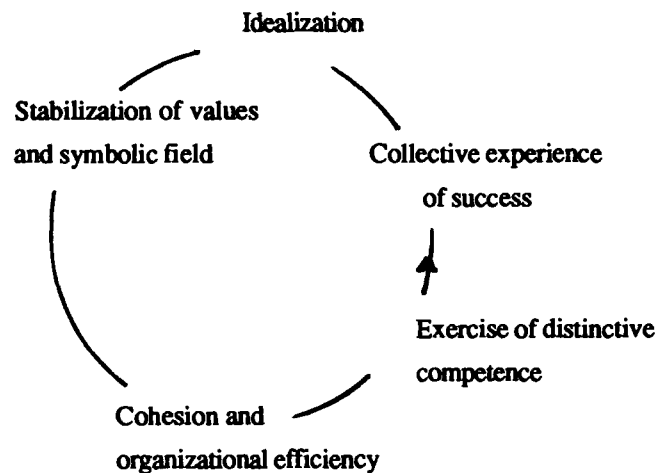 Idealization
Stabilization of values
and symbolic field
Collective experience
of success
Exercise of distinctive
competence
Cohesion and
organizational efficiency